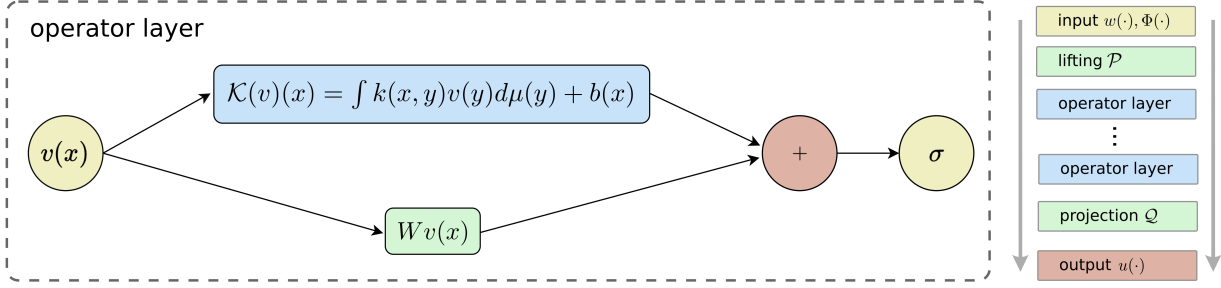 operator layer
𝒦(v)(x) = ∫ k(x, y)v(y)dμ(y) + b(x)
v(x)
+
σ
Wv(x)
input w(·), Φ(·)
lifting 𝒫
operator layer
⋮
operator layer
projection 𝒬
output u(·)